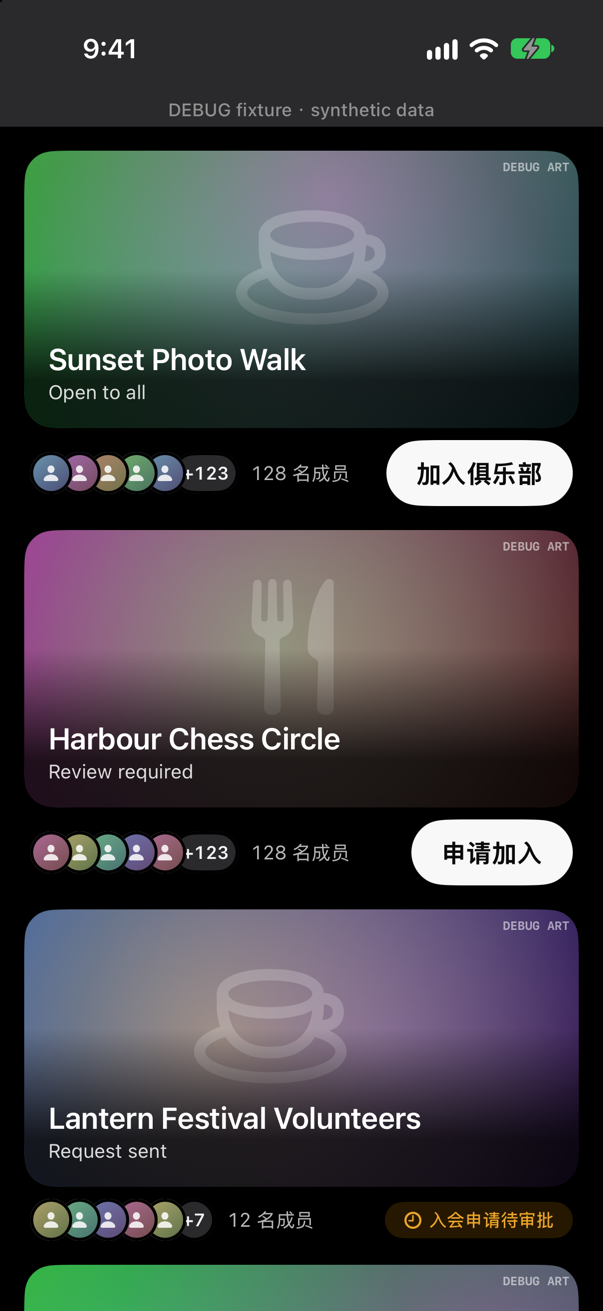 9:41
DEBUG fixture · synthetic data
DEBUG ART
Sunset Photo Walk
Open to all
+123 128 名成员 加入俱乐部
DEBUG ART
Harbour Chess Circle
Review required
+123 128 名成员 申请加入
DEBUG ART
Lantern Festival Volunteers
Request sent
+7 12 名成员 入会申请待审批
DEBUG ART